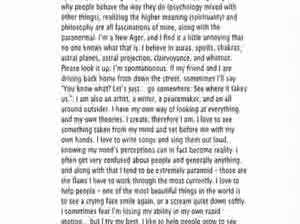 why people behave the way they do (psychology mixed
with other things), realizing the higher meaning (spirituality) and
philosophy are all fascinations of mine, along with the
paranormal. I'm a New Ager, and I find it a little annoying that
no one knows what that is. I believe in auras, spirits, chakras,
astral planes, astral projection, clairvoyance, and whatnot.
Please look it up. I'm spontaneous. If my friend and I are
driving back home from down the street, sometimes I'll say
"You know what? Let's just... go somewhere. See where it takes
us." I am also an artist, a writer, a peacemaker, and an all
around outsider. I have my own way of looking at everything,
and my own theories. I create, therefore I am. I love to see
something taken from my mind and set before me with my
own hands. I love to write songs and sing them out loud,
knowing my mind's perceptions can in fact become reality. I
often get very confused about people and generally anything,
and along with that I tend to be extremely paranoid - those are
the flaws I have to work through the most currently. I love to
help people - one of the most beautiful things in the world is
to see a crying face smile again, or a scream quiet down softly.
I sometimes fear I'm losing my ability in my own rapid
motion... but I try my best. I like to help people grow to see